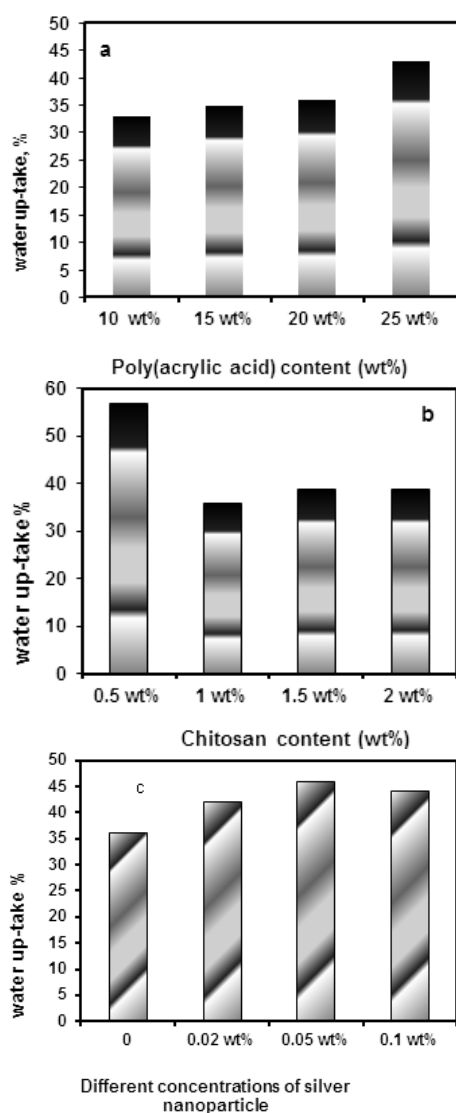 a
water up-take, %
50
45
40
35
30
25
20
15
10
5
0
10 wt%
15 wt%
20 wt%
25 wt%
Poly(acrylic acid) content (wt%)
b
water up-take%
60
50
40
30
20
10
0
0.5 wt%
1 wt%
1.5 wt%
2 wt%
Chitosan content (wt%)
c
water up-take %
50
45
40
35
30
25
20
15
10
5
0
0
0.02 wt%
0.05 wt%
0.1 wt%
Different concentrations of silver
nanoparticle